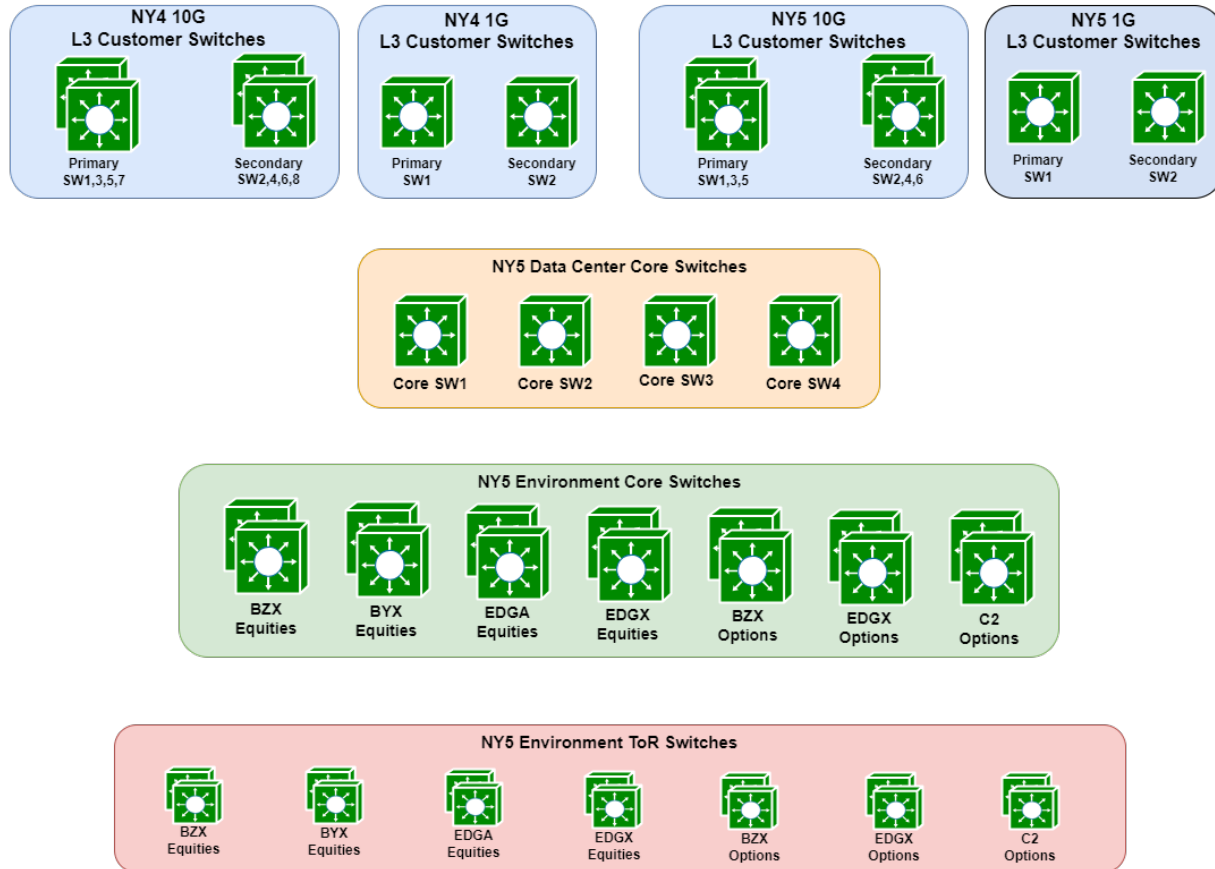 NY4 10G
L3 Customer Switches
Primary
SW1,3,5,7
Secondary
SW2,4,6,8
NY4 1G
L3 Customer Switches
Primary
SW1
Secondary
SW2
NY5 10G
L3 Customer Switches
Primary
SW1,3,5
Secondary
SW2,4,6
NY5 1G
L3 Customer Switches
Primary
SW1
Secondary
SW2
NY5 Data Center Core Switches
Core SW1
Core SW2
Core SW3
Core SW4
NY5 Environment Core Switches
BZX
Equities
BYX
Equities
EDGA
Equities
EDGX
Equities
BZX
Options
EDGX
Options
C2
Options
NY5 Environment ToR Switches
BZX
Equities
BYX
Equities
EDGA
Equities
EDGX
Equities
BZX
Options
EDGX
Options
C2
Options